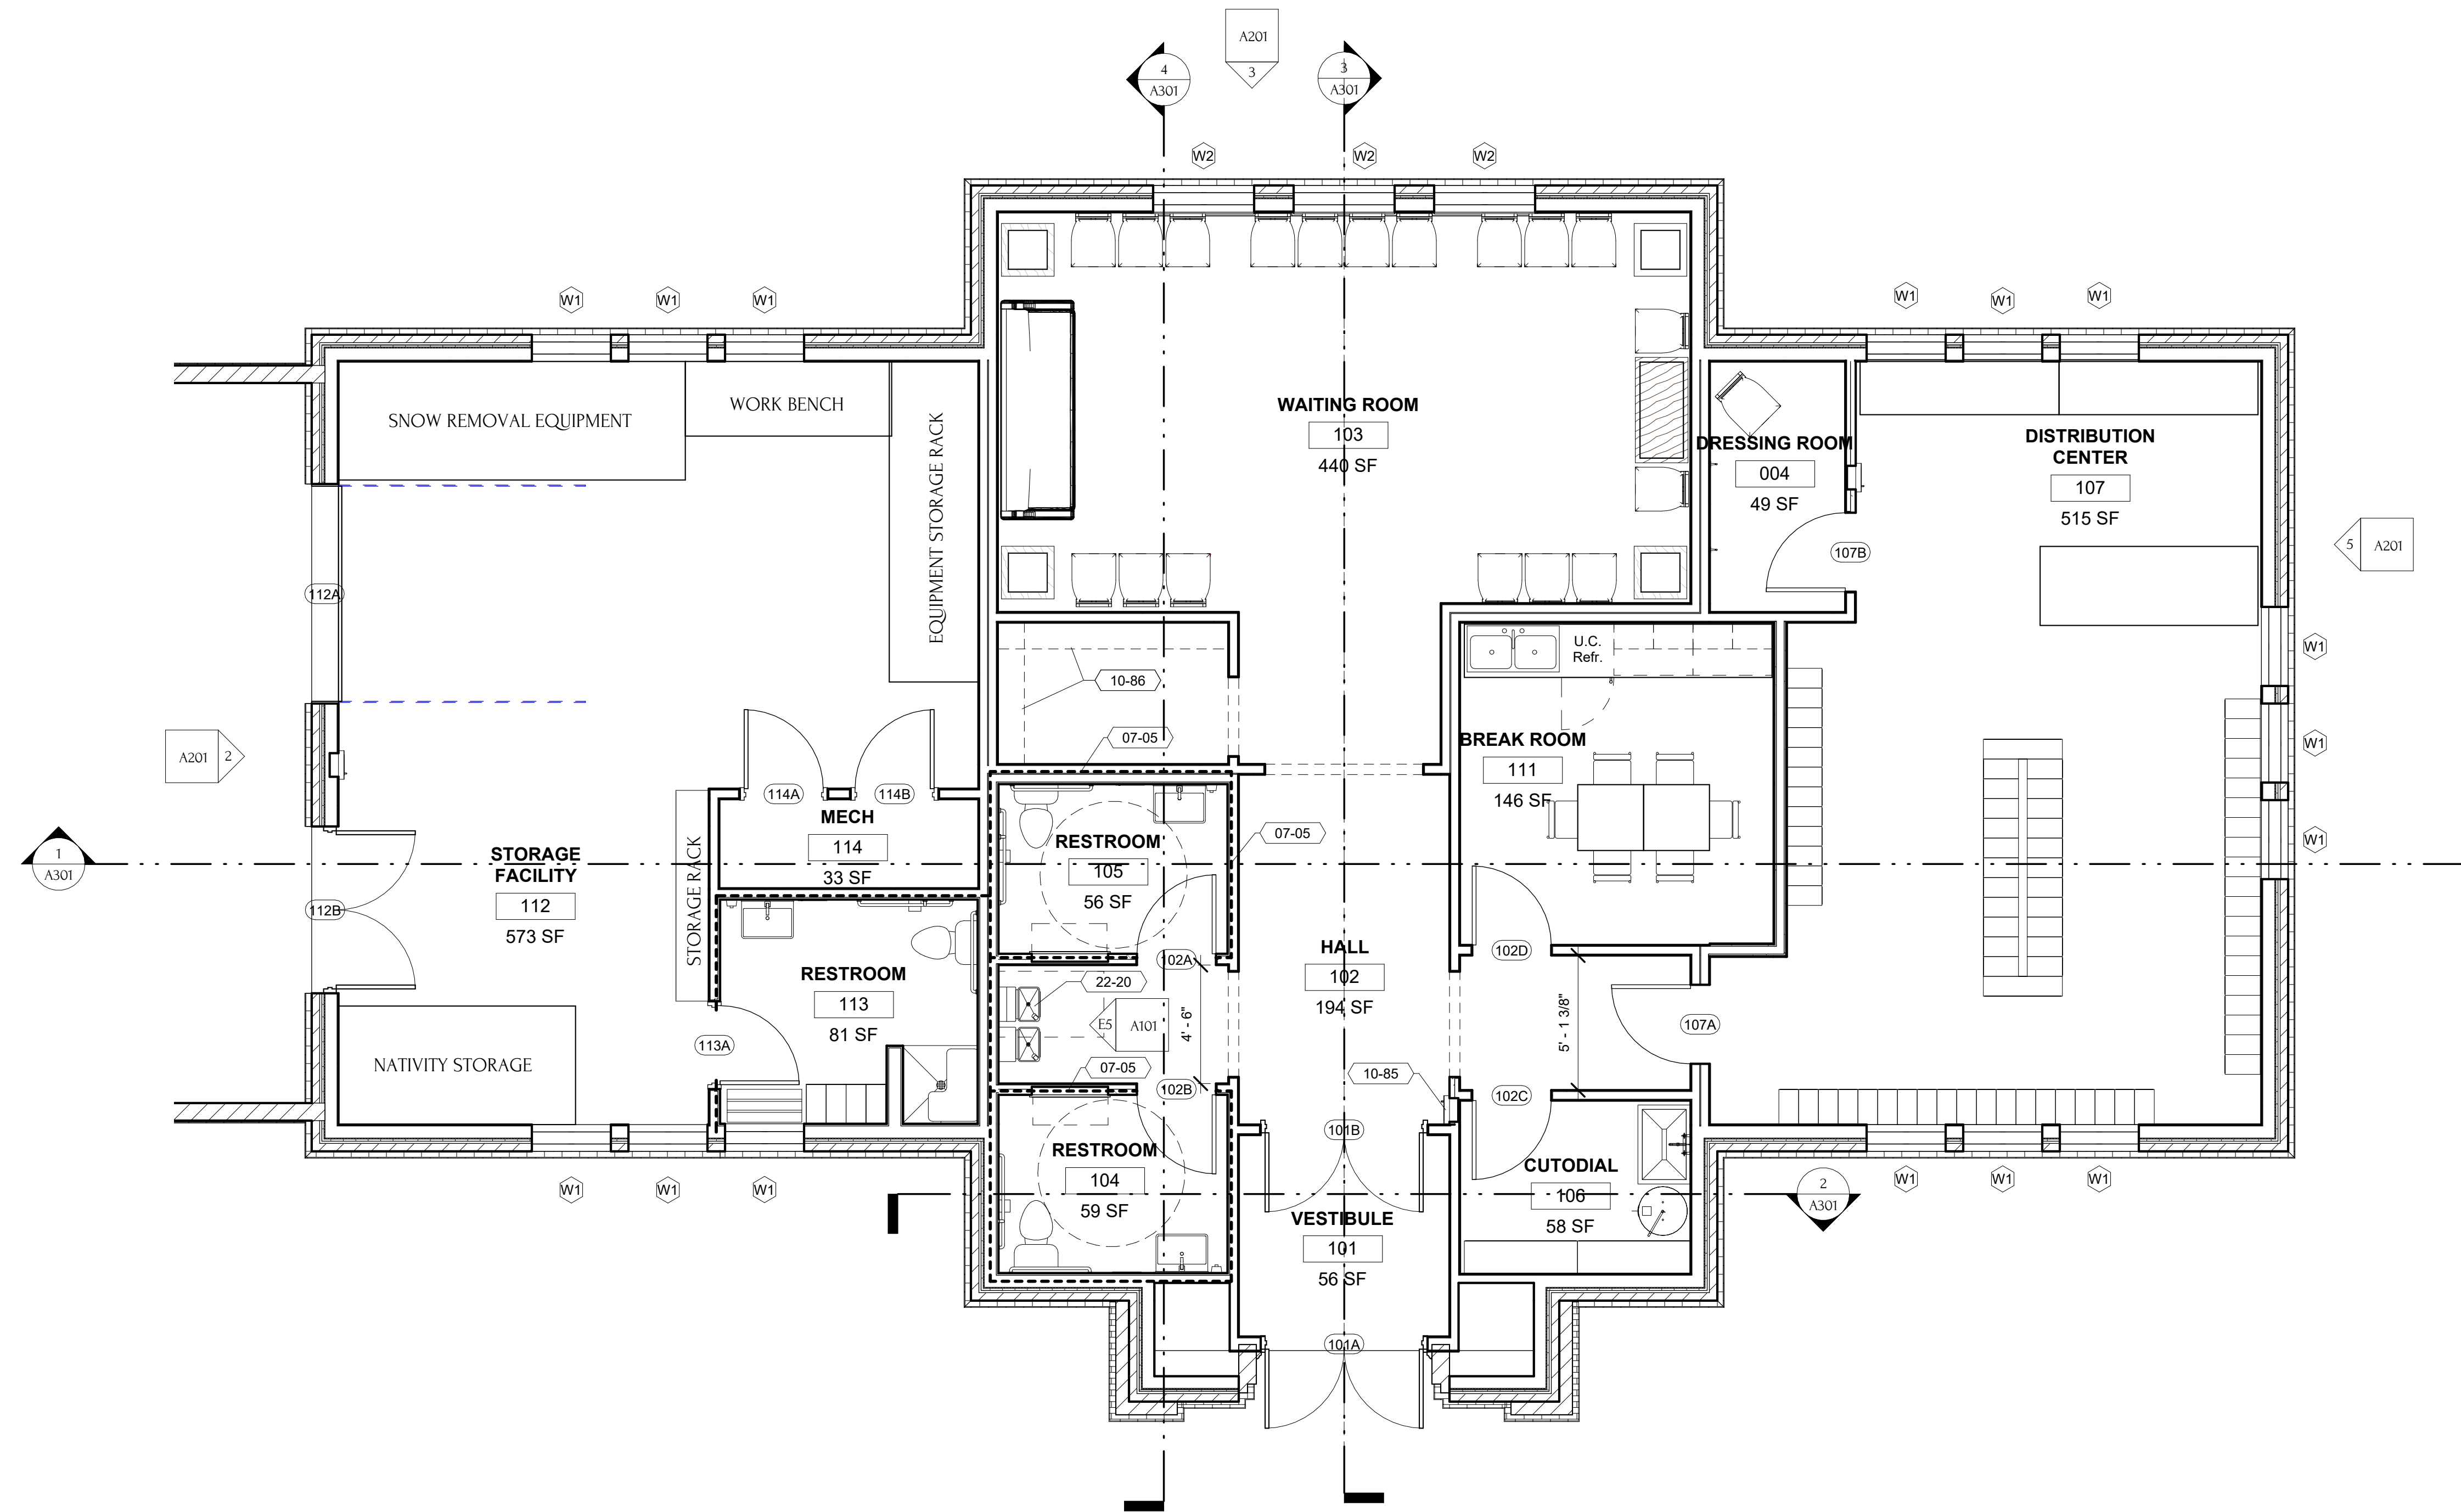 A201
3
4
A301
3
A301
W2
W2
W2
W1
W1
W1
W1
W1
W1
SNOW REMOVAL EQUIPMENT
WORK BENCH
EQUIPMENT STORAGE RACK
WAITING ROOM
103
440 SF
DRESSING ROOM
004
49 SF
DISTRIBUTION
CENTER
107
515 SF
107B
5
A201
112A
U.C.
Refr.
W1
10-86
07-05
A201
2
BREAK ROOM
111
146 SF
W1
114A
114B
MECH
114
33 SF
RESTROOM
105
56 SF
07-05
W1
1
A301
STORAGE
FACILITY
112
573 SF
112B
STORAGE RACK
RESTROOM
113
81 SF
113A
102A
22-20
E5
A101
4' - 6"
07-05
102B
HALL
102
194 SF
102D
5' - 1 3/8"
107A
10-85
102C
NATIVITY STORAGE
101B
RESTROOM
104
59 SF
CUTODIAL
106
58 SF
W1
W1
W1
2
A301
W1
W1
W1
VESTIBULE
101
56 SF
101A